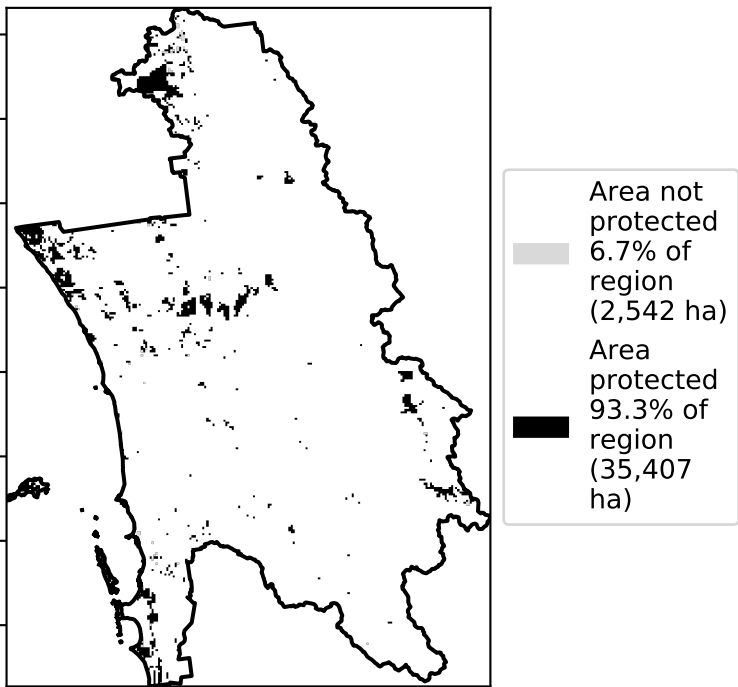 Area not
protected
6.7% of
region
(2,542 ha)
Area
protected
93.3% of
region
(35,407
ha)